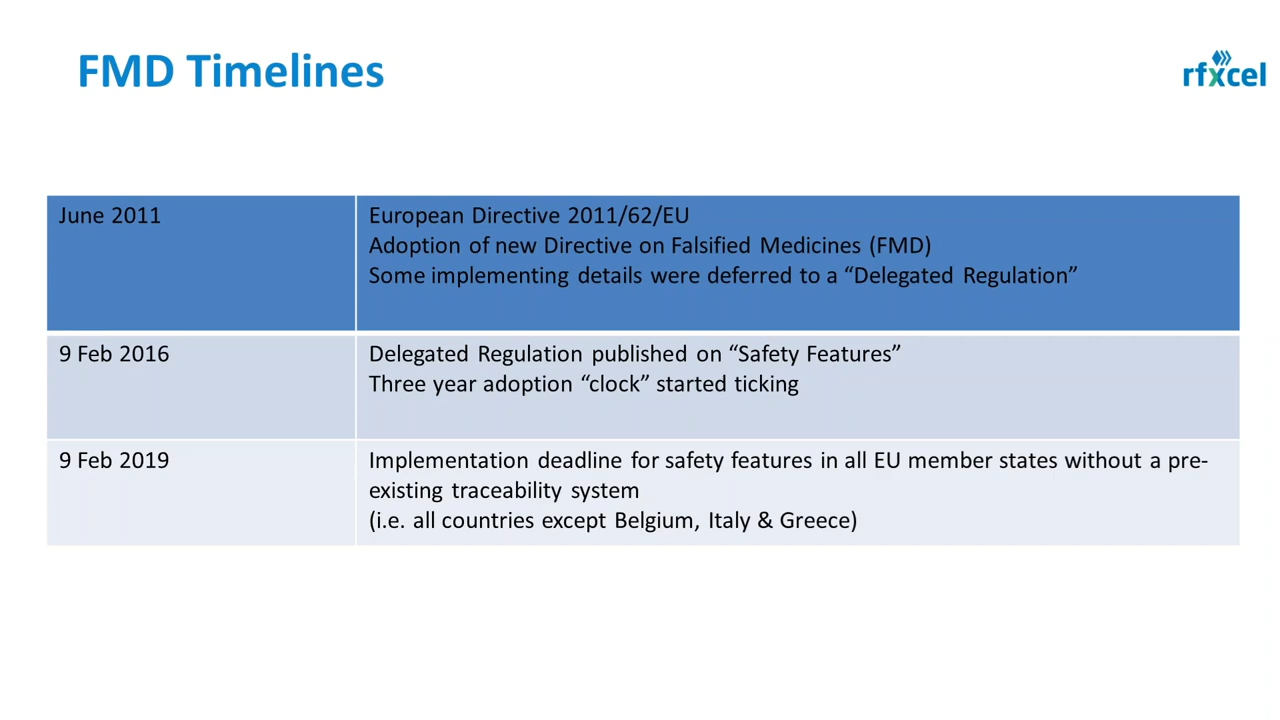 FMD Timelines
rfxcel
June 2011
European Directive 2011/62/EU
Adoption of new Directive on Falsified Medicines (FMD)
Some implementing details were deferred to a “Delegated Regulation”
9 Feb 2016
Delegated Regulation published on “Safety Features”
Three year adoption “clock” started ticking
9 Feb 2019
Implementation deadline for safety features in all EU member states without a pre-
existing traceability system
(i.e. all countries except Belgium, Italy & Greece)